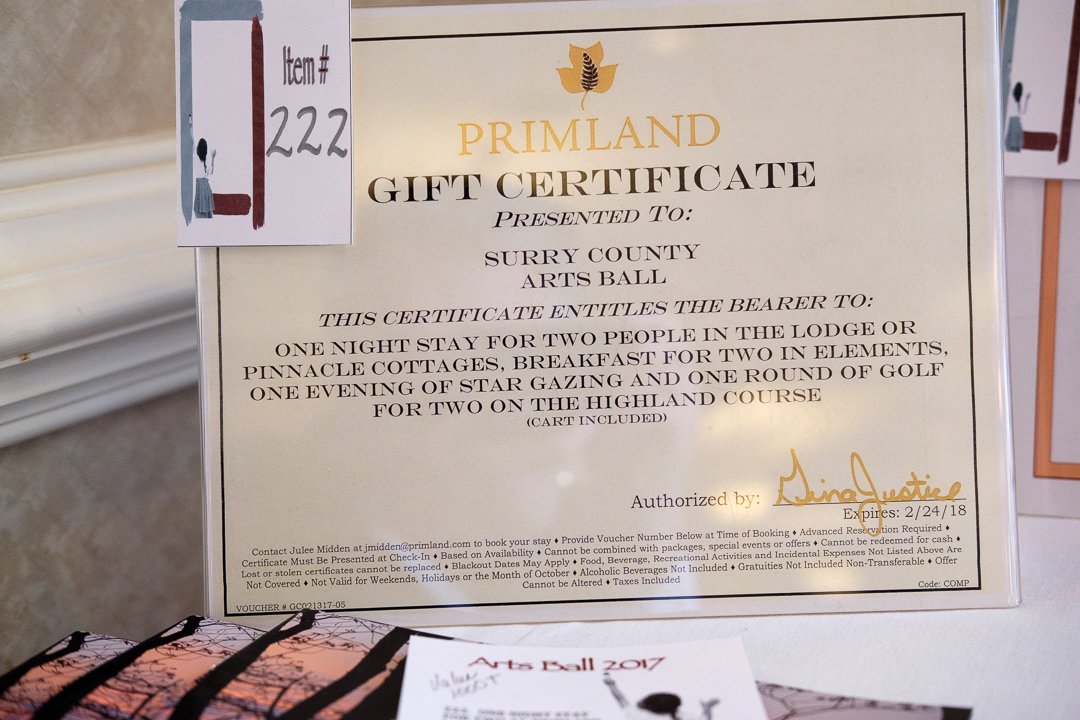 Item #
222
PRIMLAND
GIFT CERTIFICATE
PRESENTED TO:
SURRY COUNTY
ARTS BALL
THIS CERTIFICATE ENTITLES THE BEARER TO:
ONE NIGHT STAY FOR TWO PEOPLE IN THE LODGE OR
PINNACLE COTTAGES, BREAKFAST FOR TWO IN ELEMENTS,
ONE EVENING OF STAR GAZING AND ONE ROUND OF GOLF
FOR TWO ON THE HIGHLAND COURSE
(CART INCLUDED)
Authorized by: Gina Justice
Expires: 2/24/18
Contact Julee Midden at jmidden@primland.com to book your stay ♦ Provide Voucher Number Below at Time of Booking ♦ Advanced Reservation Required ♦
Certificate Must Be Presented at Check-In ♦ Based on Availability ♦ Cannot be combined with packages, special events or offers ♦ Cannot be redeemed for cash ♦
Lost or stolen certificates cannot be replaced ♦ Blackout Dates May Apply ♦ Food, Beverage, Recreational Activities and Incidental Expenses Not Listed Above Are
Not Covered ♦ Not Valid for Weekends, Holidays or the Month of October ♦ Alcoholic Beverages Not Included ♦ Gratuities Not Included Non-Transferable ♦ Offer
Cannot be Altered ♦ Taxes Included
Code: COMP
VOUCHER # GC021317-05
Arts Ball 2017
Value